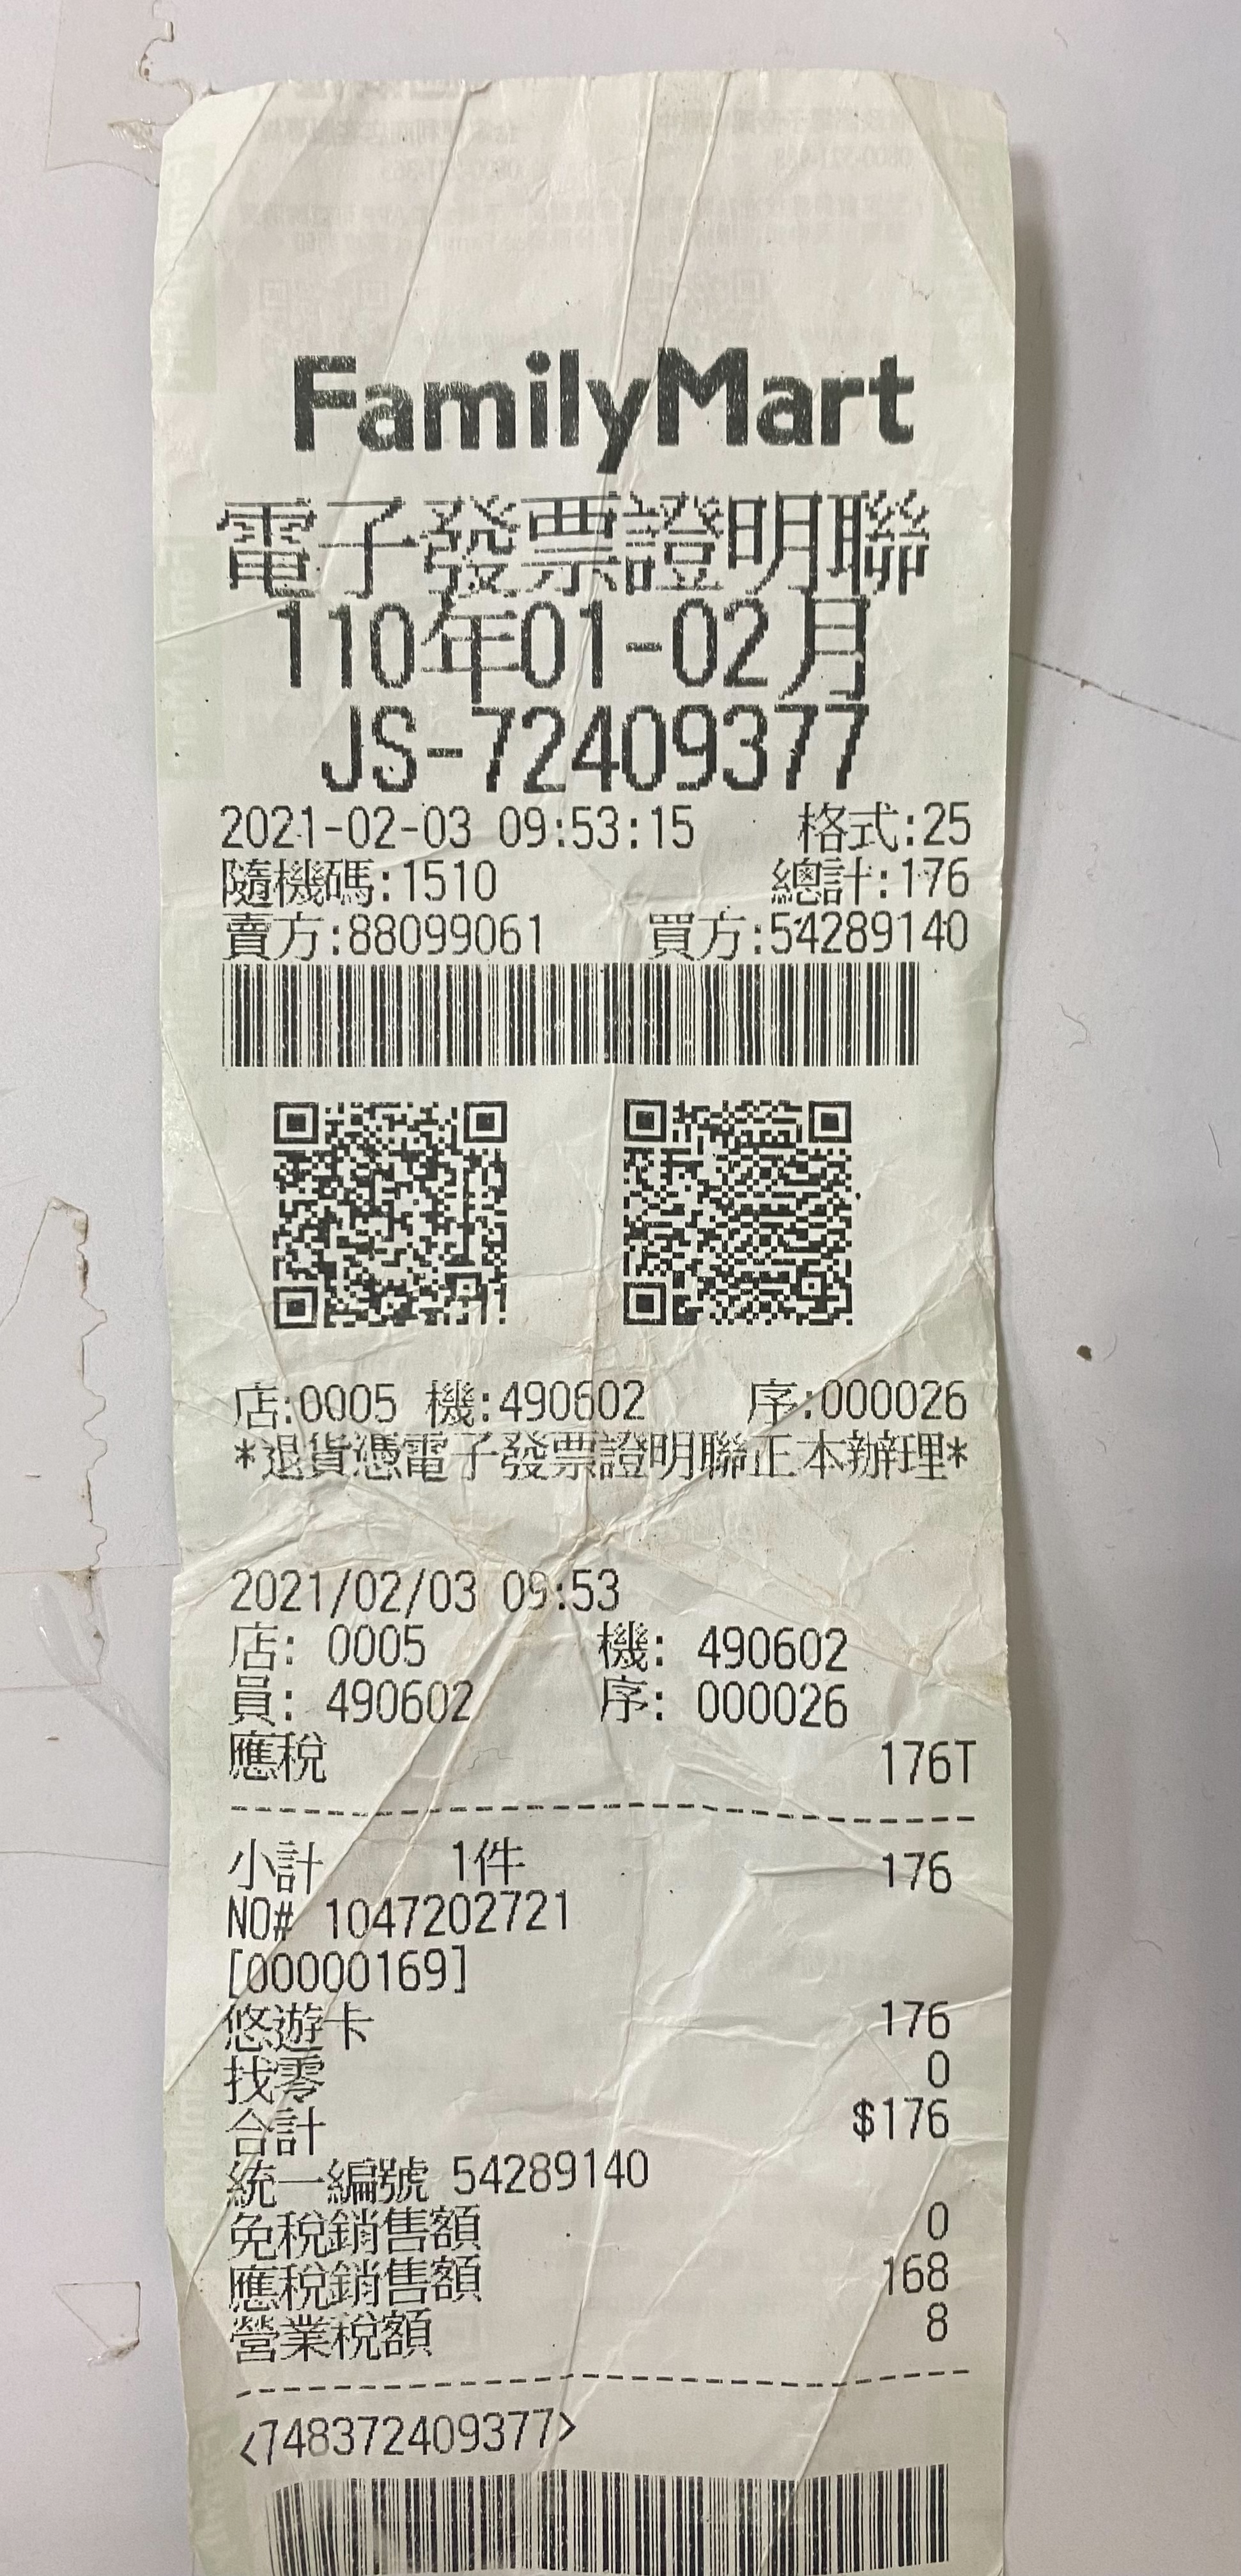 FamilyMart
電子發票證明聯
110年01-02月
JS-72409377
2021-02-03 09:53:15 格式:25
隨機碼:1510 總計:176
賣方:88099061 買方:54289140
店:0005 機:490602 序:000026
*退貨憑電子發票證明聯正本辦理*
2021/02/03 09:53
店: 0005 機: 490602
員: 490602 序: 000026
應稅 176T
小計 1件 176
NO# 1047202721
[00000169]
悠遊卡 176
找零 0
合計 $176
統一編號 54289140
免稅銷售額 0
應稅銷售額 168
營業稅額 8
<748372409377>